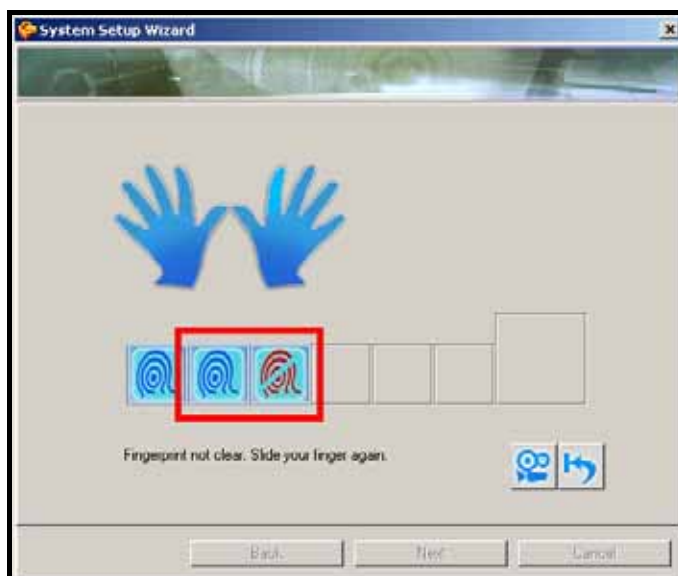 System Setup Wizard
Fingerprint not clear. Slide your finger again.
Back
Next
Cancel